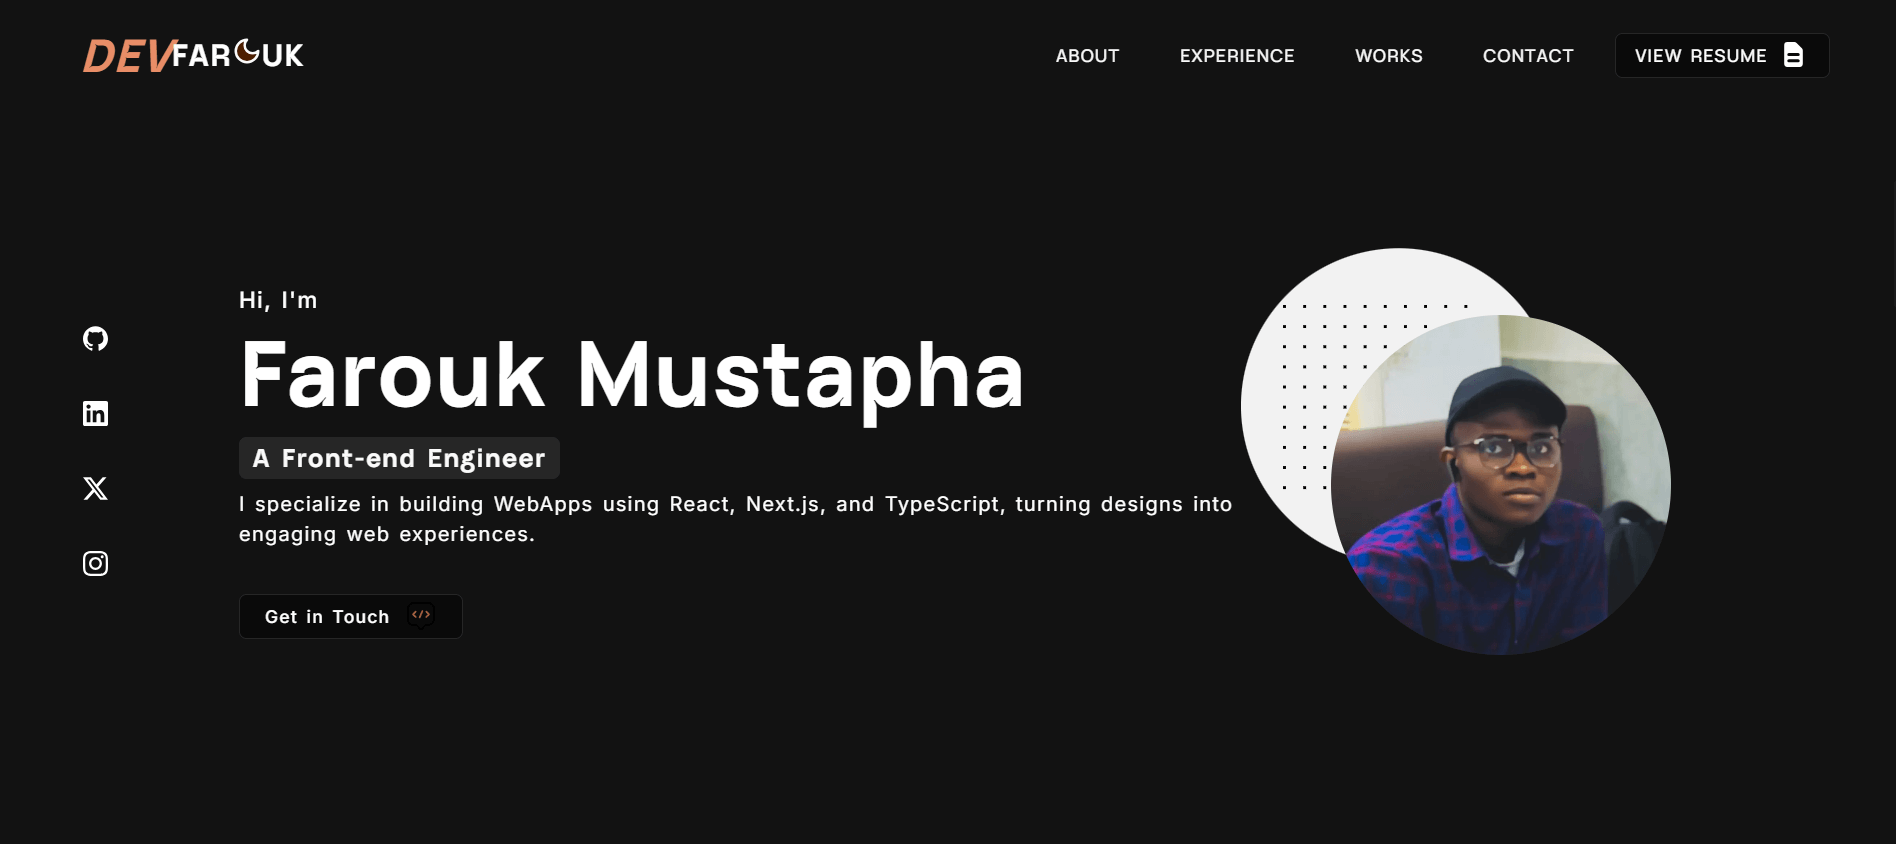 DEVFAROUK
ABOUT
EXPERIENCE
WORKS
CONTACT
VIEW RESUME
Hi, I'm
Farouk Mustapha
A Front-end Engineer
I specialize in building WebApps using React, Next.js, and TypeScript, turning designs into
engaging web experiences.
Get in Touch </>